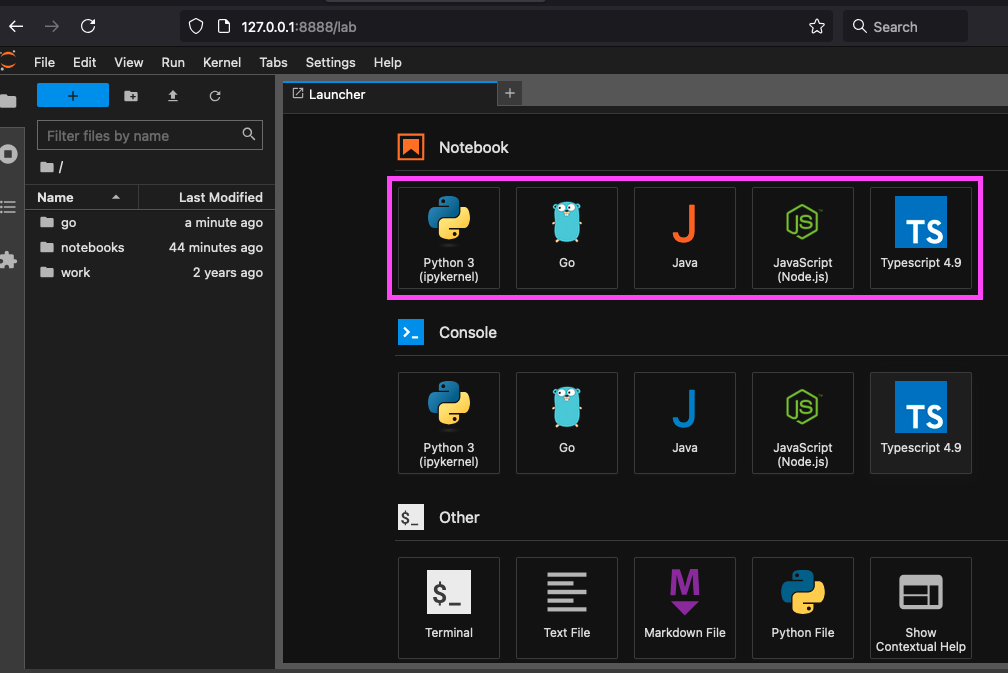 127.0.0.1:8888/lab
Search
File Edit View Run Kernel Tabs Settings Help
+
Launcher
+
Filter files by name
/
Name Last Modified
go a minute ago
notebooks 44 minutes ago
work 2 years ago
Notebook
Python 3
(ipykernel)
Go
J
Java
JS
JavaScript
(Node.js)
TS
Typescript 4.9
>_
Console
Python 3
(ipykernel)
Go
J
Java
JS
JavaScript
(Node.js)
TS
Typescript 4.9
$_
Other
$_
Terminal
Text File
M
Markdown File
Python File
Show
Contextual Help